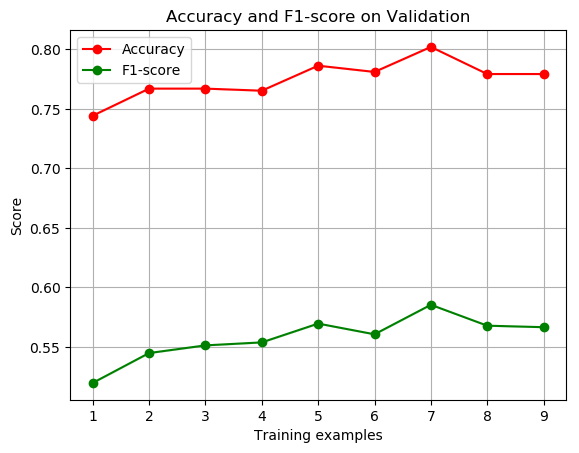 Accuracy and F1-score on Validation
Accuracy
F1-score
0.80
0.75
0.70
0.65
0.60
0.55
Score
1 2 3 4 5 6 7 8 9
Training examples